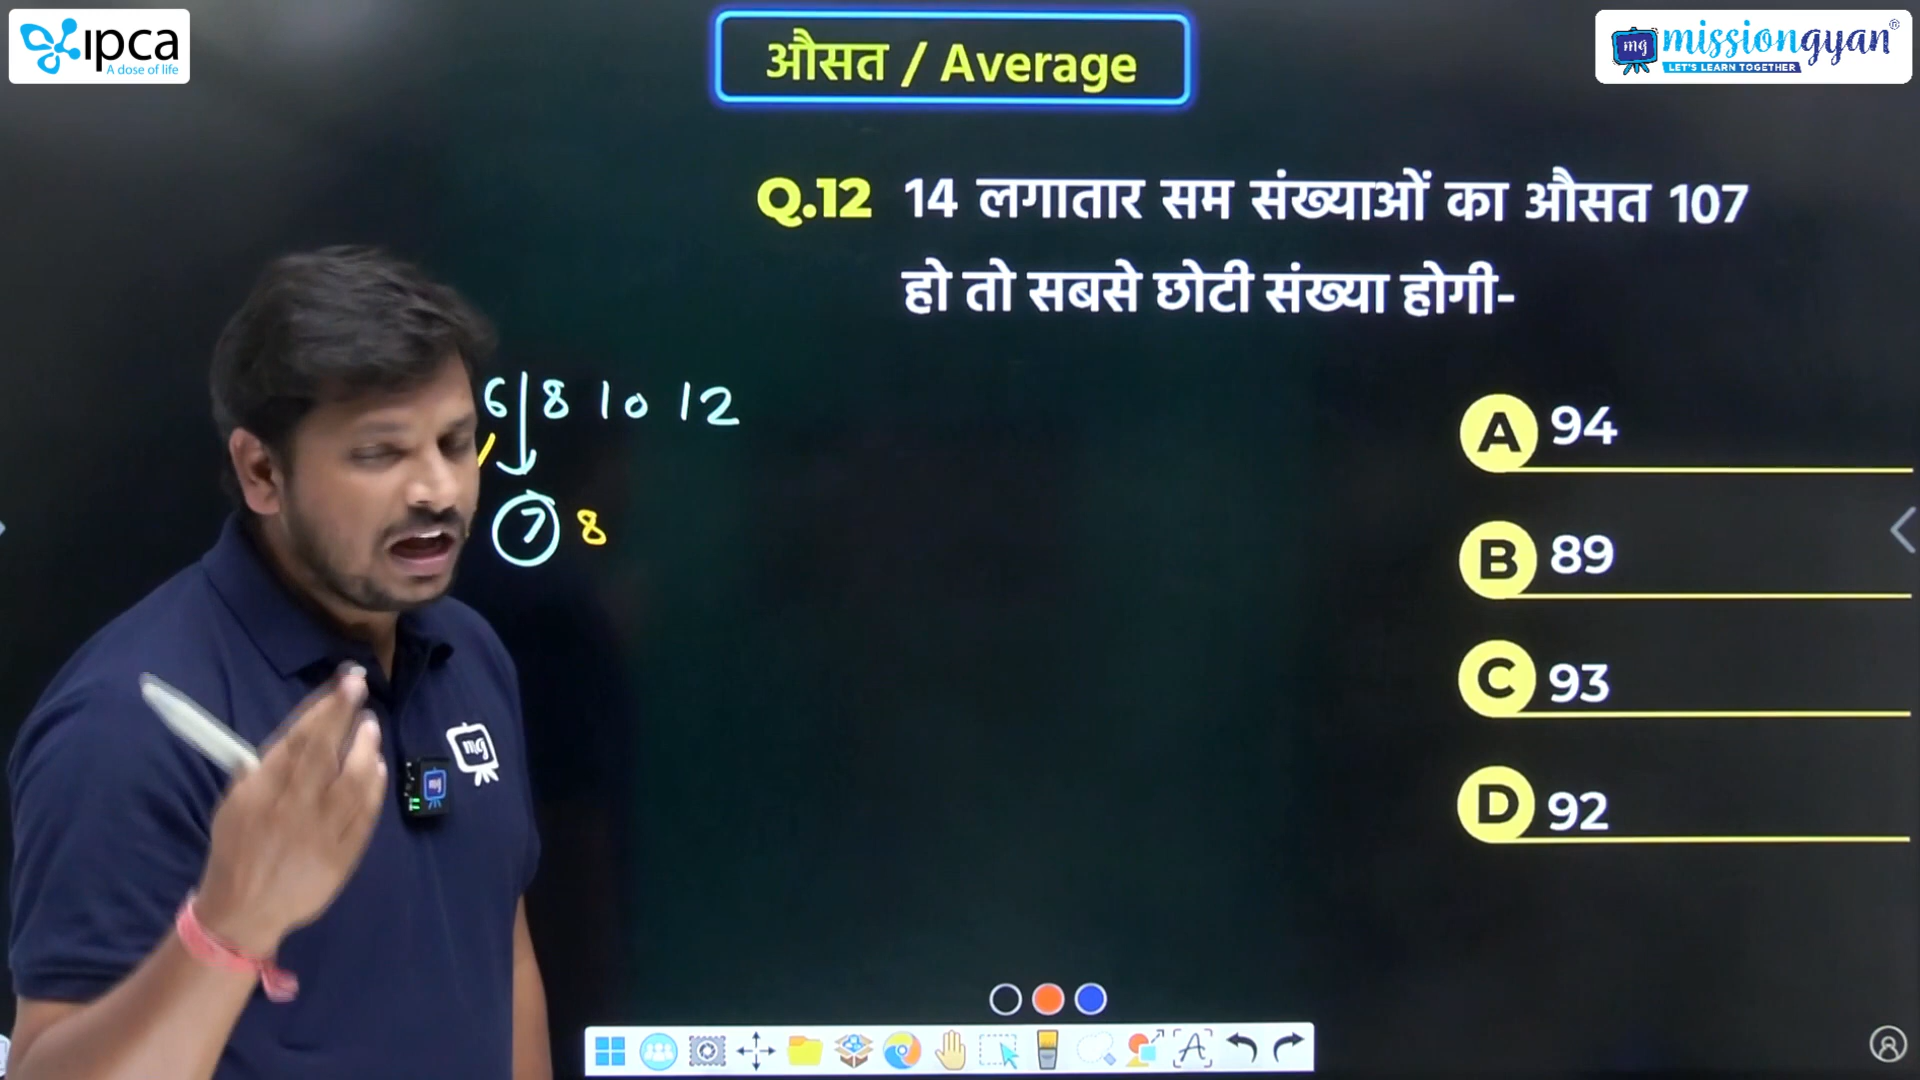 ipca
A dose of life
औसत / Average
missiongyan®
LET'S LEARN TOGETHER
Q.12 14 लगातार सम संख्याओं का औसत 107
हो तो सबसे छोटी संख्या होगी-
6 8 10 12
7 8
A 94
B 89
C 93
D 92
mg
mg